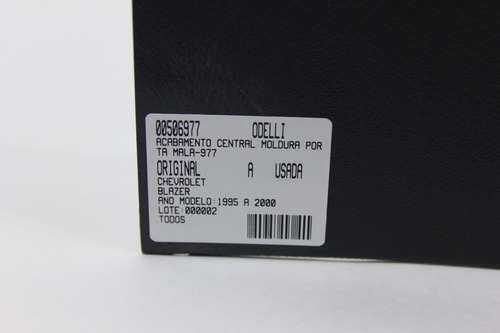 00506977 ODELLI
ACABAMENTO CENTRAL MOLDURA POR
TA MALA-977
ORIGINAL A USADA
CHEVROLET
BLAZER
ANO MODELO:1995 A 2000
LOTE:000002
TODOS